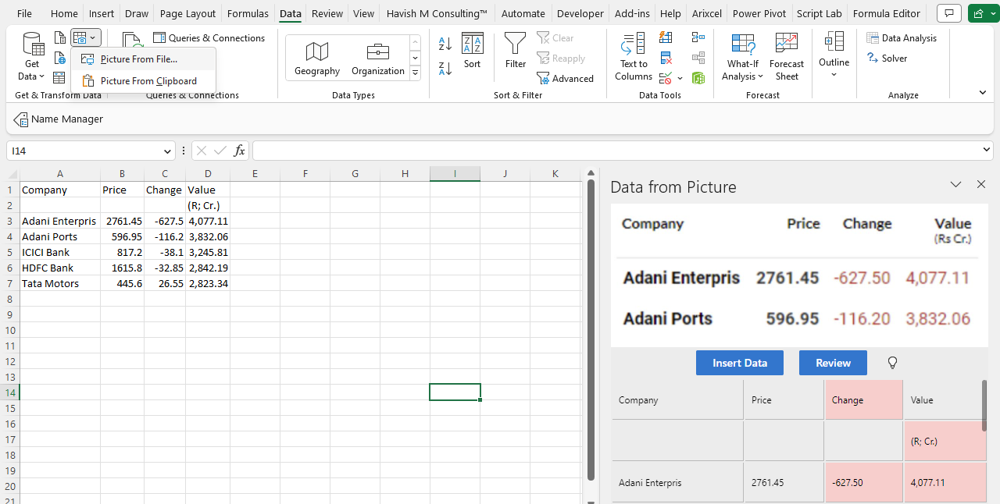 File Home Insert Draw Page Layout Formulas Data Review View Havish M Consulting™ Automate Developer Add-ins Help Arixcel Power Pivot Script Lab Formula Editor
Get Data
Picture From File...
Picture From Clipboard
Get & Transform Data
Queries & Connections
Queries & Connections
Geography
Organization
Data Types
Sort
Filter
Clear
Reapply
Advanced
Sort & Filter
Text to
Columns
Data Tools
What-If
Analysis
Forecast
Sheet
Forecast
Outline
Data Analysis
Solver
Analyze
Name Manager
I14
fx
A B C D E F G H I J K
1 Company Price Change Value
2 (R; Cr.)
3 Adani Enterpris 2761.45 -627.5 4,077.11
4 Adani Ports 596.95 -116.2 3,832.06
5 ICICI Bank 817.2 -38.1 3,245.81
6 HDFC Bank 1615.8 -32.85 2,842.19
7 Tata Motors 445.6 26.55 2,823.34
8
9
10
11
12
13
14
15
16
17
18
19
20
21
Data from Picture
Company Price Change Value
(Rs Cr.)
Adani Enterpris 2761.45 -627.50 4,077.11
Adani Ports 596.95 -116.20 3,832.06
Insert Data Review
Company Price Change Value
(R; Cr.)
Adani Enterpris 2761.45 -627.50 4,077.11